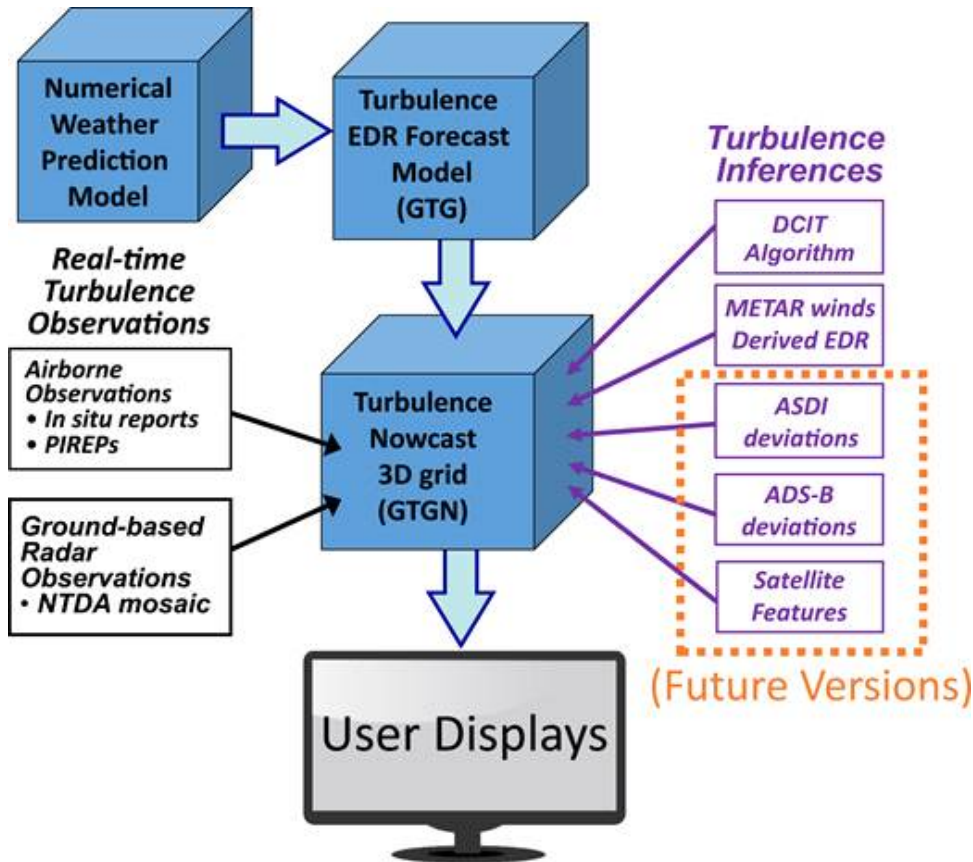 Numerical
Weather
Prediction
Model
Turbulence
EDR Forecast
Model
(GTG)
Real-time
Turbulence
Observations
Airborne
Observations
• In situ reports
• PIREPs
Ground-based
Radar
Observations
• NTDA mosaic
Turbulence
Nowcast
3D grid
(GTGN)
Turbulence
Inferences
DCIT
Algorithm
METAR winds
Derived EDR
ASDI
deviations
ADS-B
deviations
Satellite
Features
(Future Versions)
User Displays